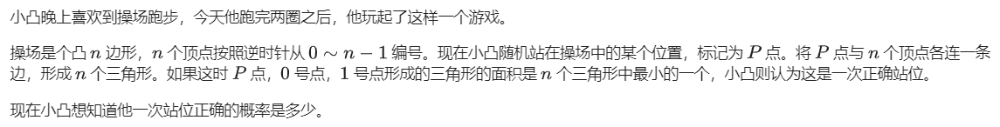 小凸晚上喜欢到操场跑步，今天他跑完两圈之后，他玩起了这样一个游戏。
操场是个凸 n 边形，n 个顶点按照逆时针从 0 ∼ n − 1 编号。现在小凸随机站在操场中的某个位置，标记为 P 点。将 P 点与 n 个顶点各连一条
边，形成 n 个三角形。如果这时 P 点，0 号点，1 号点形成的三角形的面积是 n 个三角形中最小的一个，小凸则认为这是一次正确站位。
现在小凸想知道他一次站位正确的概率是多少。